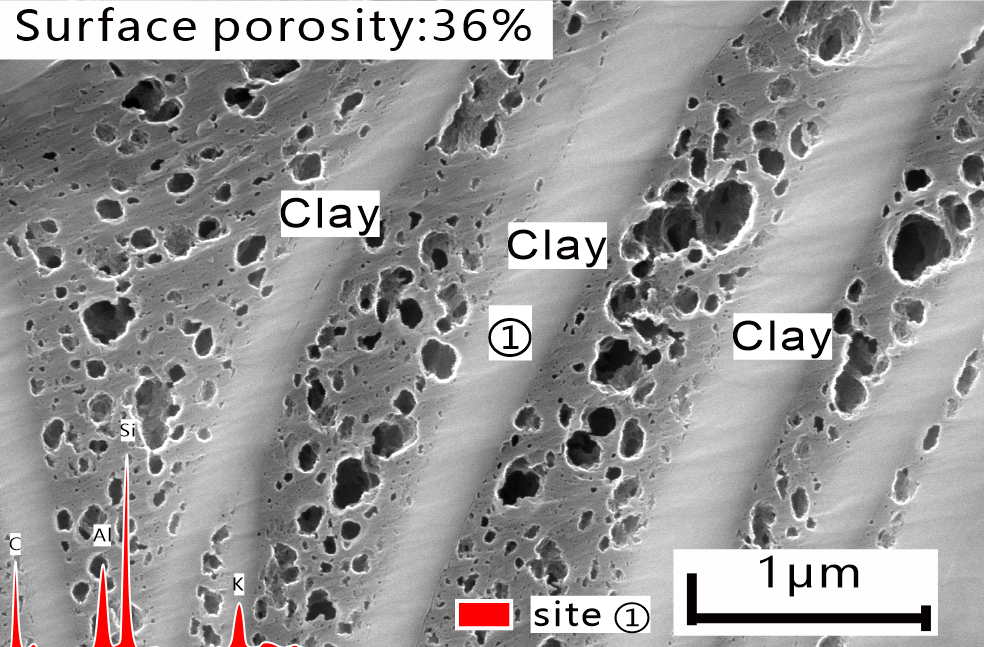 Surface porosity:36%
Clay
Clay
①
Clay
Si
C
Al
K
1μm
site ①